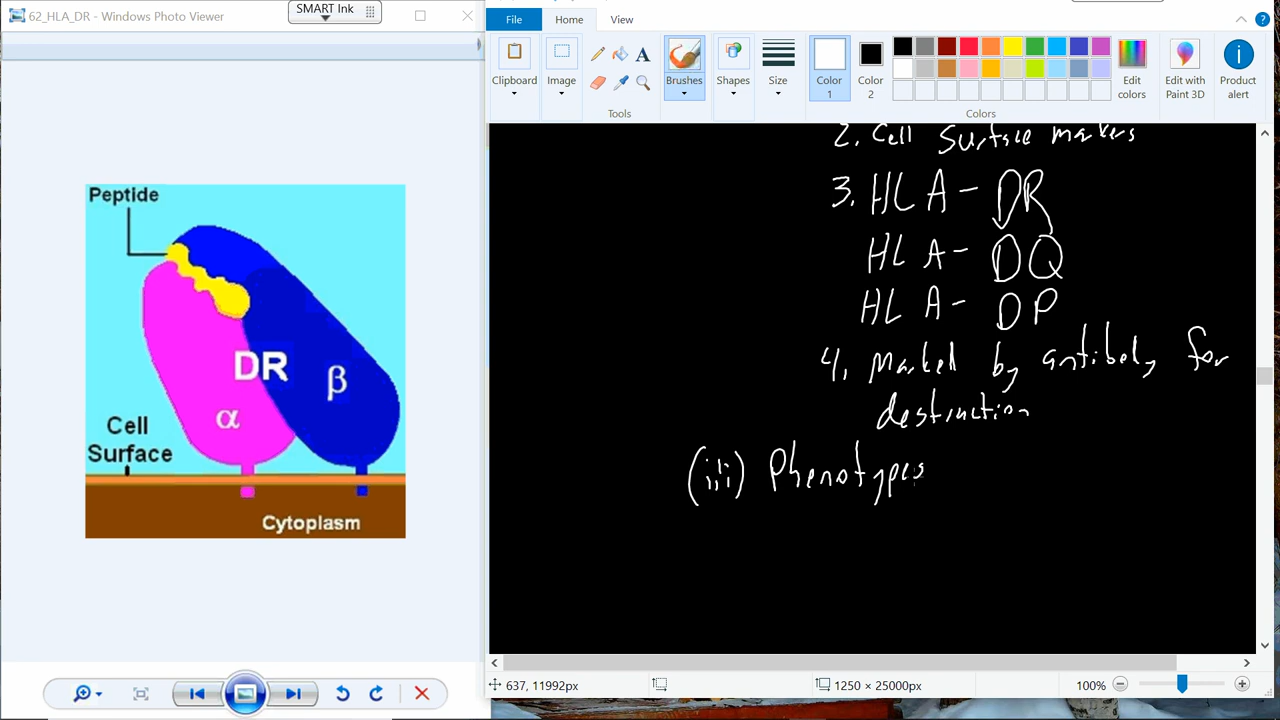 62_HLA_DR - Windows Photo Viewer
SMART Ink
Peptide
DR
α
β
Cell
Surface
Cytoplasm
File
Home
View
Clipboard
Image
Tools
Brushes
Shapes
Size
Color
1
Color
2
Edit
colors
Edit with
Paint 3D
Product
alert
Colors
2. Cell Surface markers
3. HLA - DR
HLA - DQ
HLA - DP
4. Marked by antibody for
destruction
(iii) Phenotypes
637, 11992px
1250 × 25000px
100%